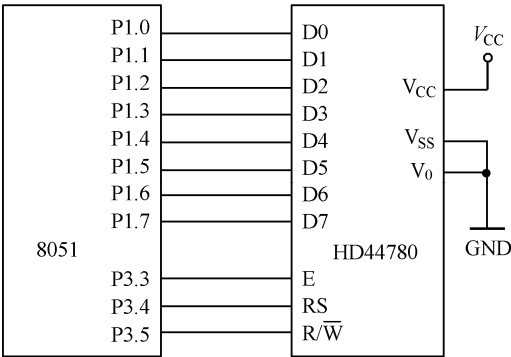 P1.0 D0
P1.1 D1
P1.2 D2
P1.3 D3
P1.4 D4
P1.5 D5
P1.6 D6
P1.7 D7
8051
P3.3 E
P3.4 RS
P3.5 R/W̅
HD44780
V_CC
V_CC
V_SS
V_0
GND